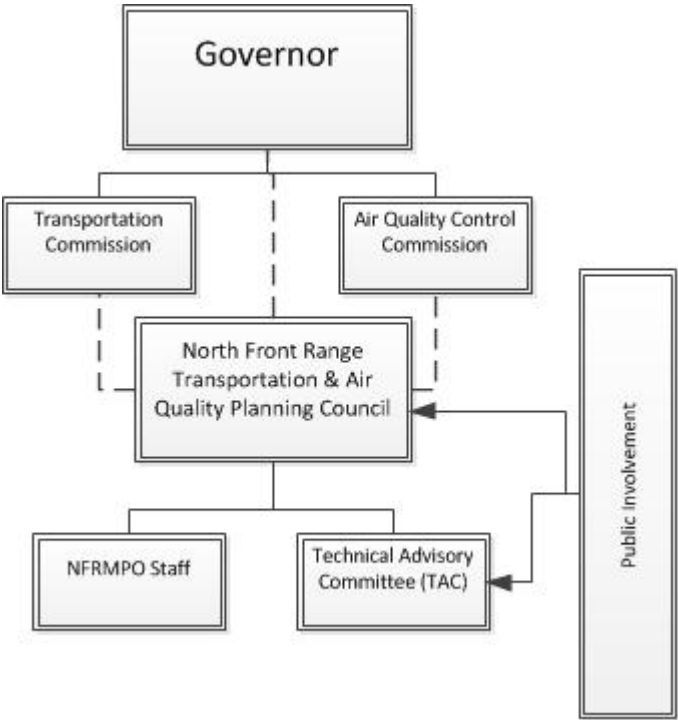 Governor
Transportation
Commission
Air Quality Control
Commission
North Front Range
Transportation & Air
Quality Planning Council
NFRMPO Staff
Technical Advisory
Committee (TAC)
Public Involvement